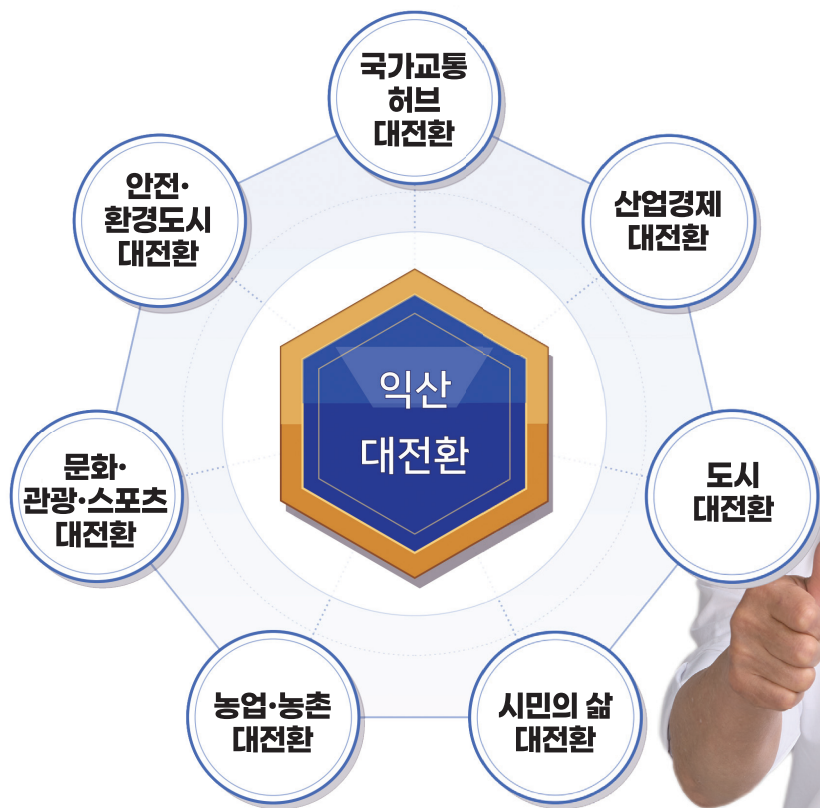 국가교통
허브
대전환
안전·
환경도시
대전환
산업경제
대전환
익산
대전환
문화·
관광·스포츠
대전환
도시
대전환
농업·농촌
대전환
시민의 삶
대전환